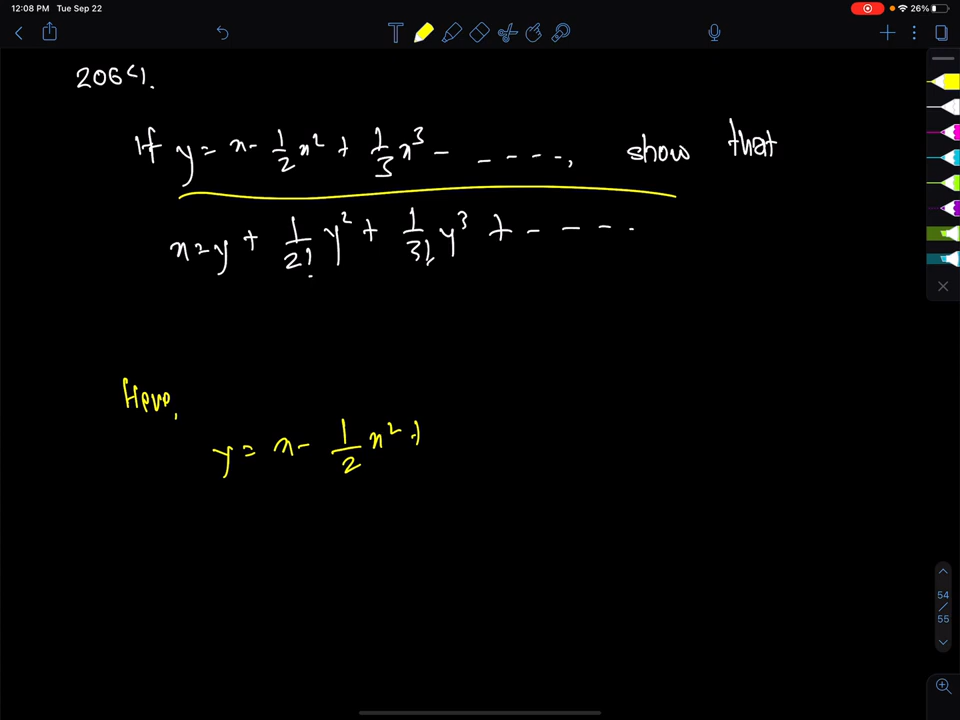 12:08 PM Tue Sep 22
26%
206<).
If y = x - 1/2 x² + 1/3 x³ - - - - - , show that
x = y + 1/2! y² + 1/3! y³ + - - - -
Here,
y = x - 1/2 x² +
54
/
55